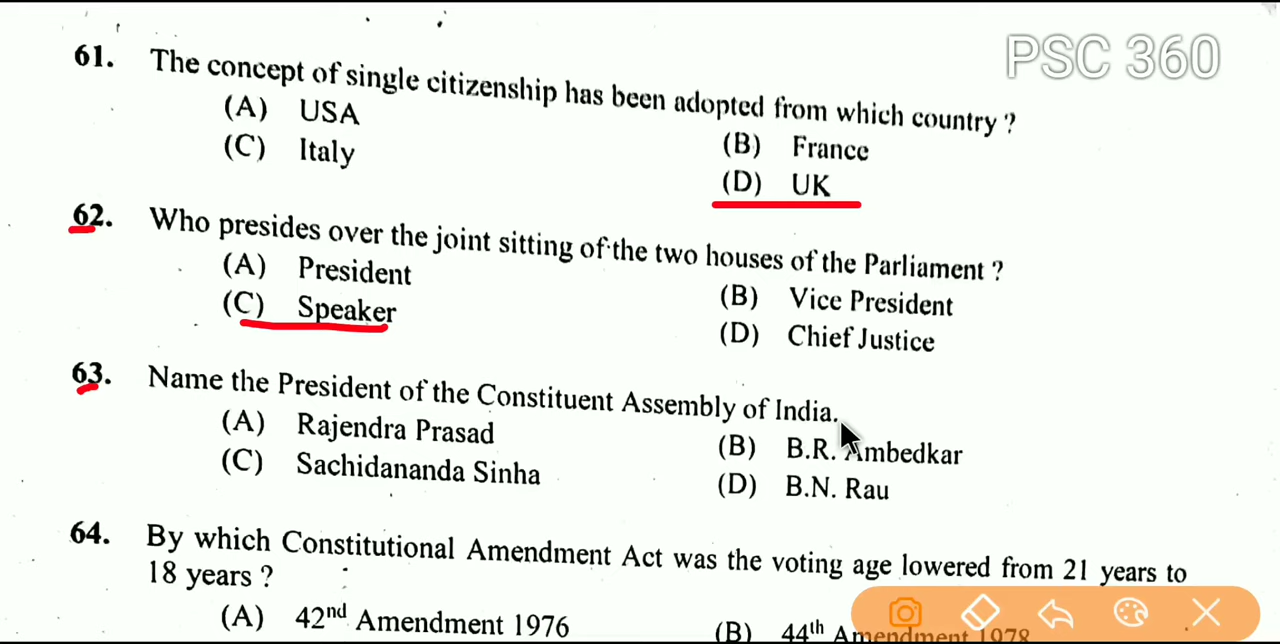 PSC 360
61. The concept of single citizenship has been adopted from which country ?
(A) USA
(B) France
(C) Italy
(D) UK
62. Who presides over the joint sitting of the two houses of the Parliament ?
(A) President
(B) Vice President
(C) Speaker
(D) Chief Justice
63. Name the President of the Constituent Assembly of India.
(A) Rajendra Prasad
(B) B.R. Ambedkar
(C) Sachidananda Sinha
(D) B.N. Rau
64. By which Constitutional Amendment Act was the voting age lowered from 21 years to
18 years ?
(A) 42nd Amendment 1976
(B) 44th Amendment 1978